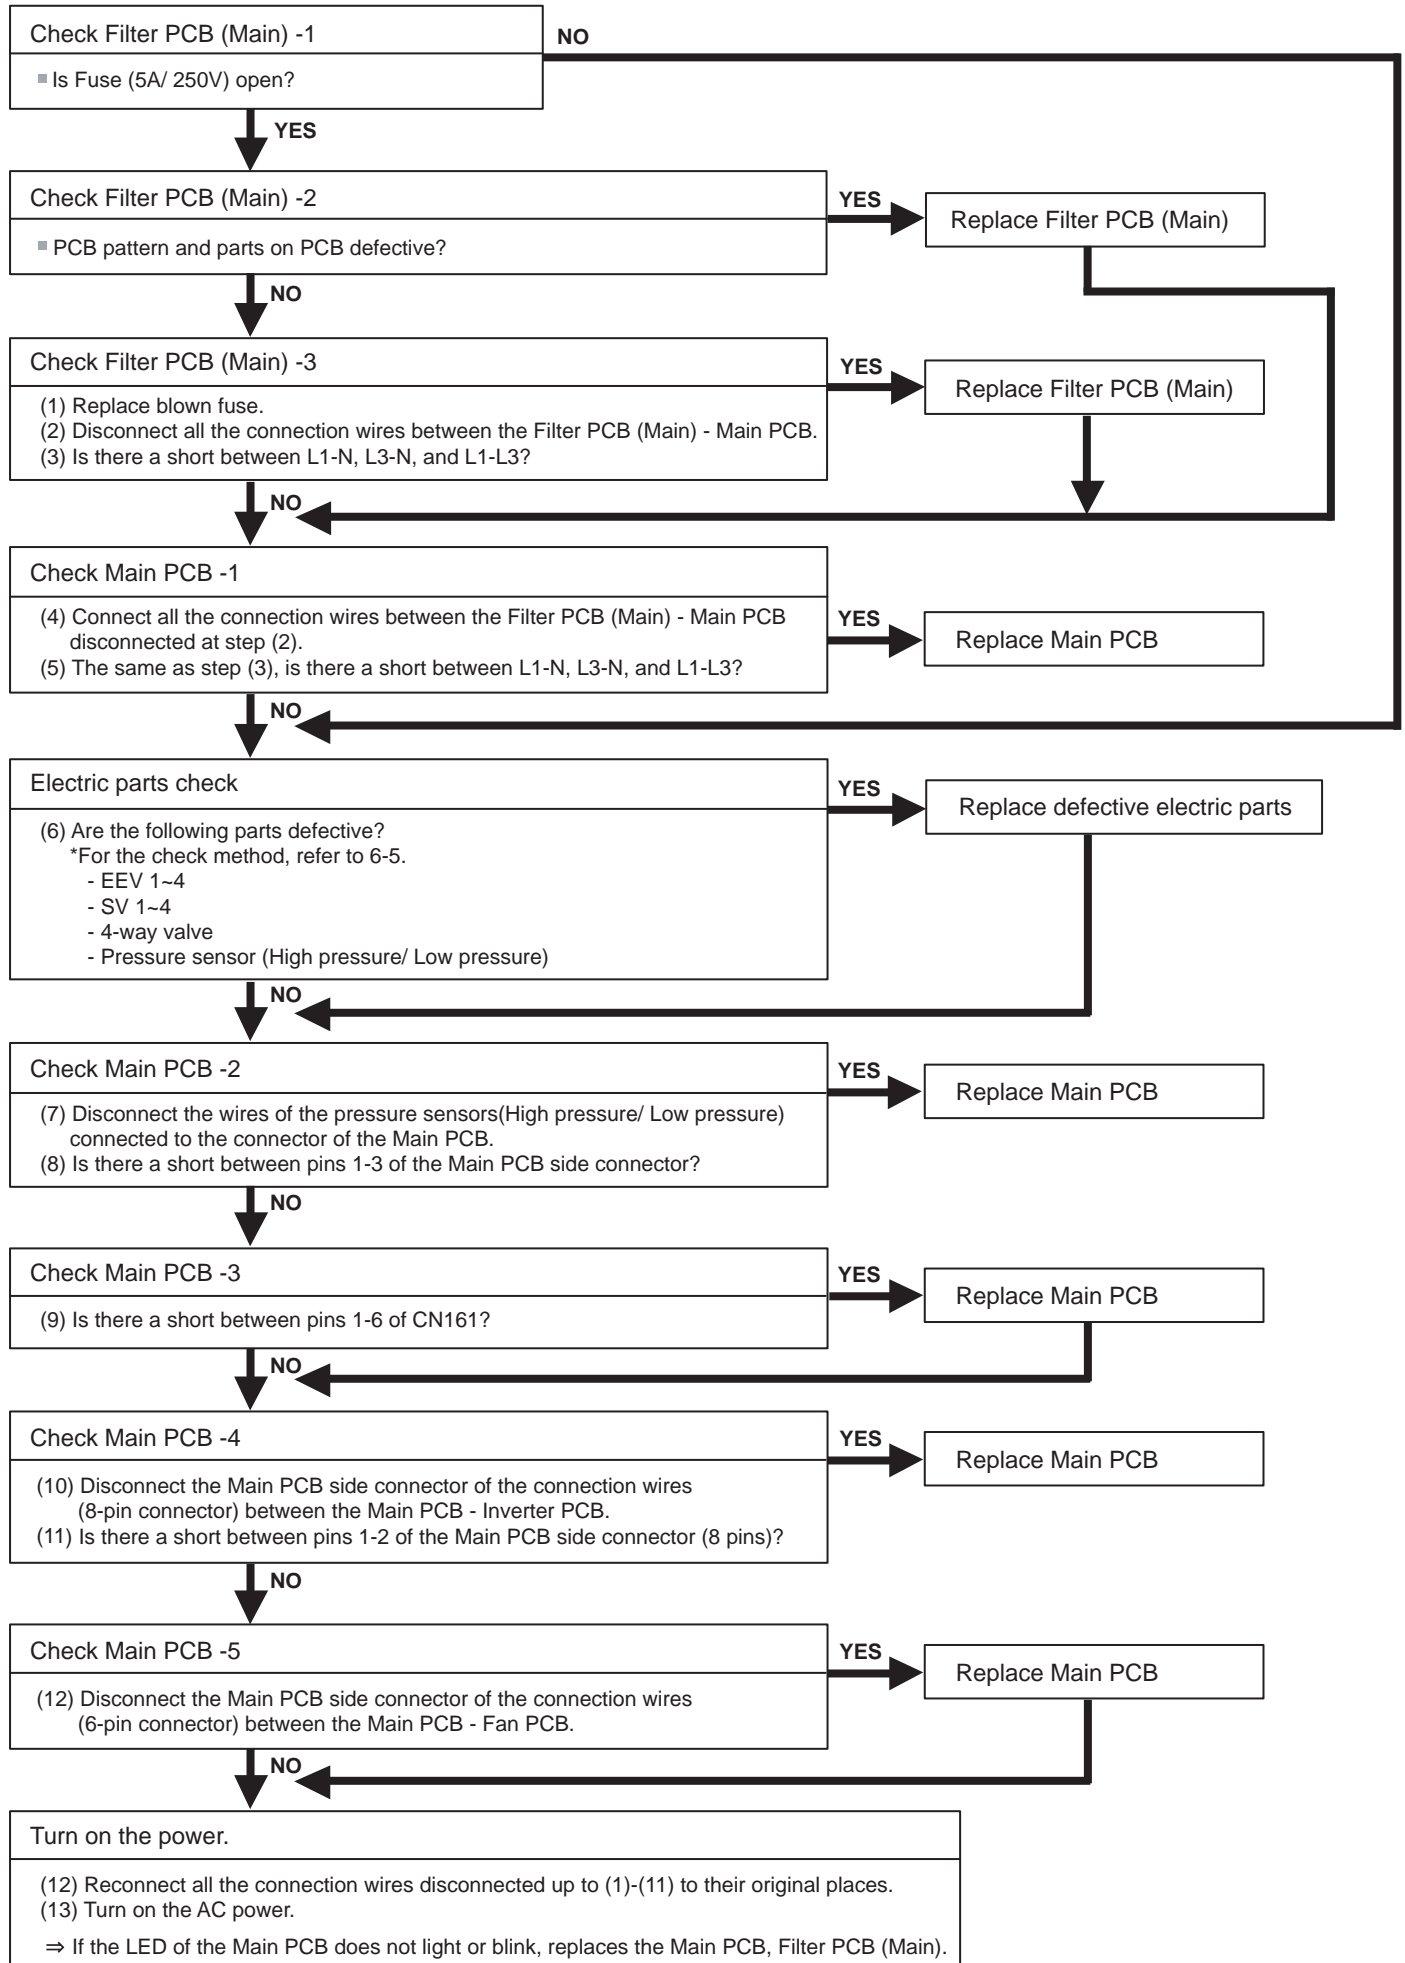 Check Filter PCB (Main) -1
NO
Is Fuse (5A/ 250V) open?
YES
Check Filter PCB (Main) -2
YES
Replace Filter PCB (Main)
PCB pattern and parts on PCB defective?
NO
Check Filter PCB (Main) -3
YES
Replace Filter PCB (Main)
(1) Replace blown fuse.
(2) Disconnect all the connection wires between the Filter PCB (Main) - Main PCB.
(3) Is there a short between L1-N, L3-N, and L1-L3?
NO
Check Main PCB -1
(4) Connect all the connection wires between the Filter PCB (Main) - Main PCB
disconnected at step (2).
(5) The same as step (3), is there a short between L1-N, L3-N, and L1-L3?
YES
Replace Main PCB
NO
Electric parts check
YES
Replace defective electric parts
(6) Are the following parts defective?
*For the check method, refer to 6-5.
- EEV 1~4
- SV 1~4
- 4-way valve
- Pressure sensor (High pressure/ Low pressure)
NO
Check Main PCB -2
YES
Replace Main PCB
(7) Disconnect the wires of the pressure sensors(High pressure/ Low pressure)
connected to the connector of the Main PCB.
(8) Is there a short between pins 1-3 of the Main PCB side connector?
NO
Check Main PCB -3
YES
Replace Main PCB
(9) Is there a short between pins 1-6 of CN161?
NO
Check Main PCB -4
YES
Replace Main PCB
(10) Disconnect the Main PCB side connector of the connection wires
(8-pin connector) between the Main PCB - Inverter PCB.
(11) Is there a short between pins 1-2 of the Main PCB side connector (8 pins)?
NO
Check Main PCB -5
YES
Replace Main PCB
(12) Disconnect the Main PCB side connector of the connection wires
(6-pin connector) between the Main PCB - Fan PCB.
NO
Turn on the power.
(12) Reconnect all the connection wires disconnected up to (1)-(11) to their original places.
(13) Turn on the AC power.
⇒ If the LED of the Main PCB does not light or blink, replaces the Main PCB, Filter PCB (Main).